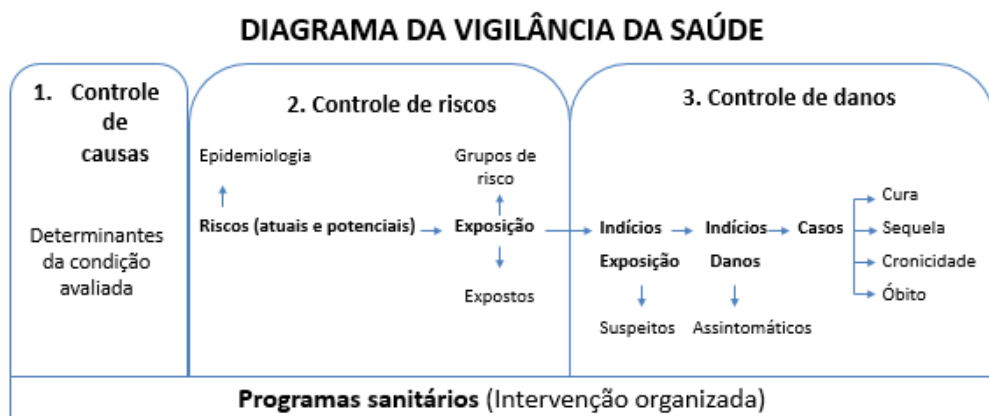 DIAGRAMA DA VIGILÂNCIA DA SAÚDE
1. Controle
de
causas
Determinantes
da condição
avaliada
2. Controle de riscos
Epidemiologia
Grupos de
risco
Riscos (atuais e potenciais)
Exposição
Expostos
3. Controle de danos
Indícios
Exposição
Indícios
Danos
Casos
Suspeitos
Assintomáticos
Cura
Sequela
Cronicidade
Óbito
Programas sanitários (Intervenção organizada)